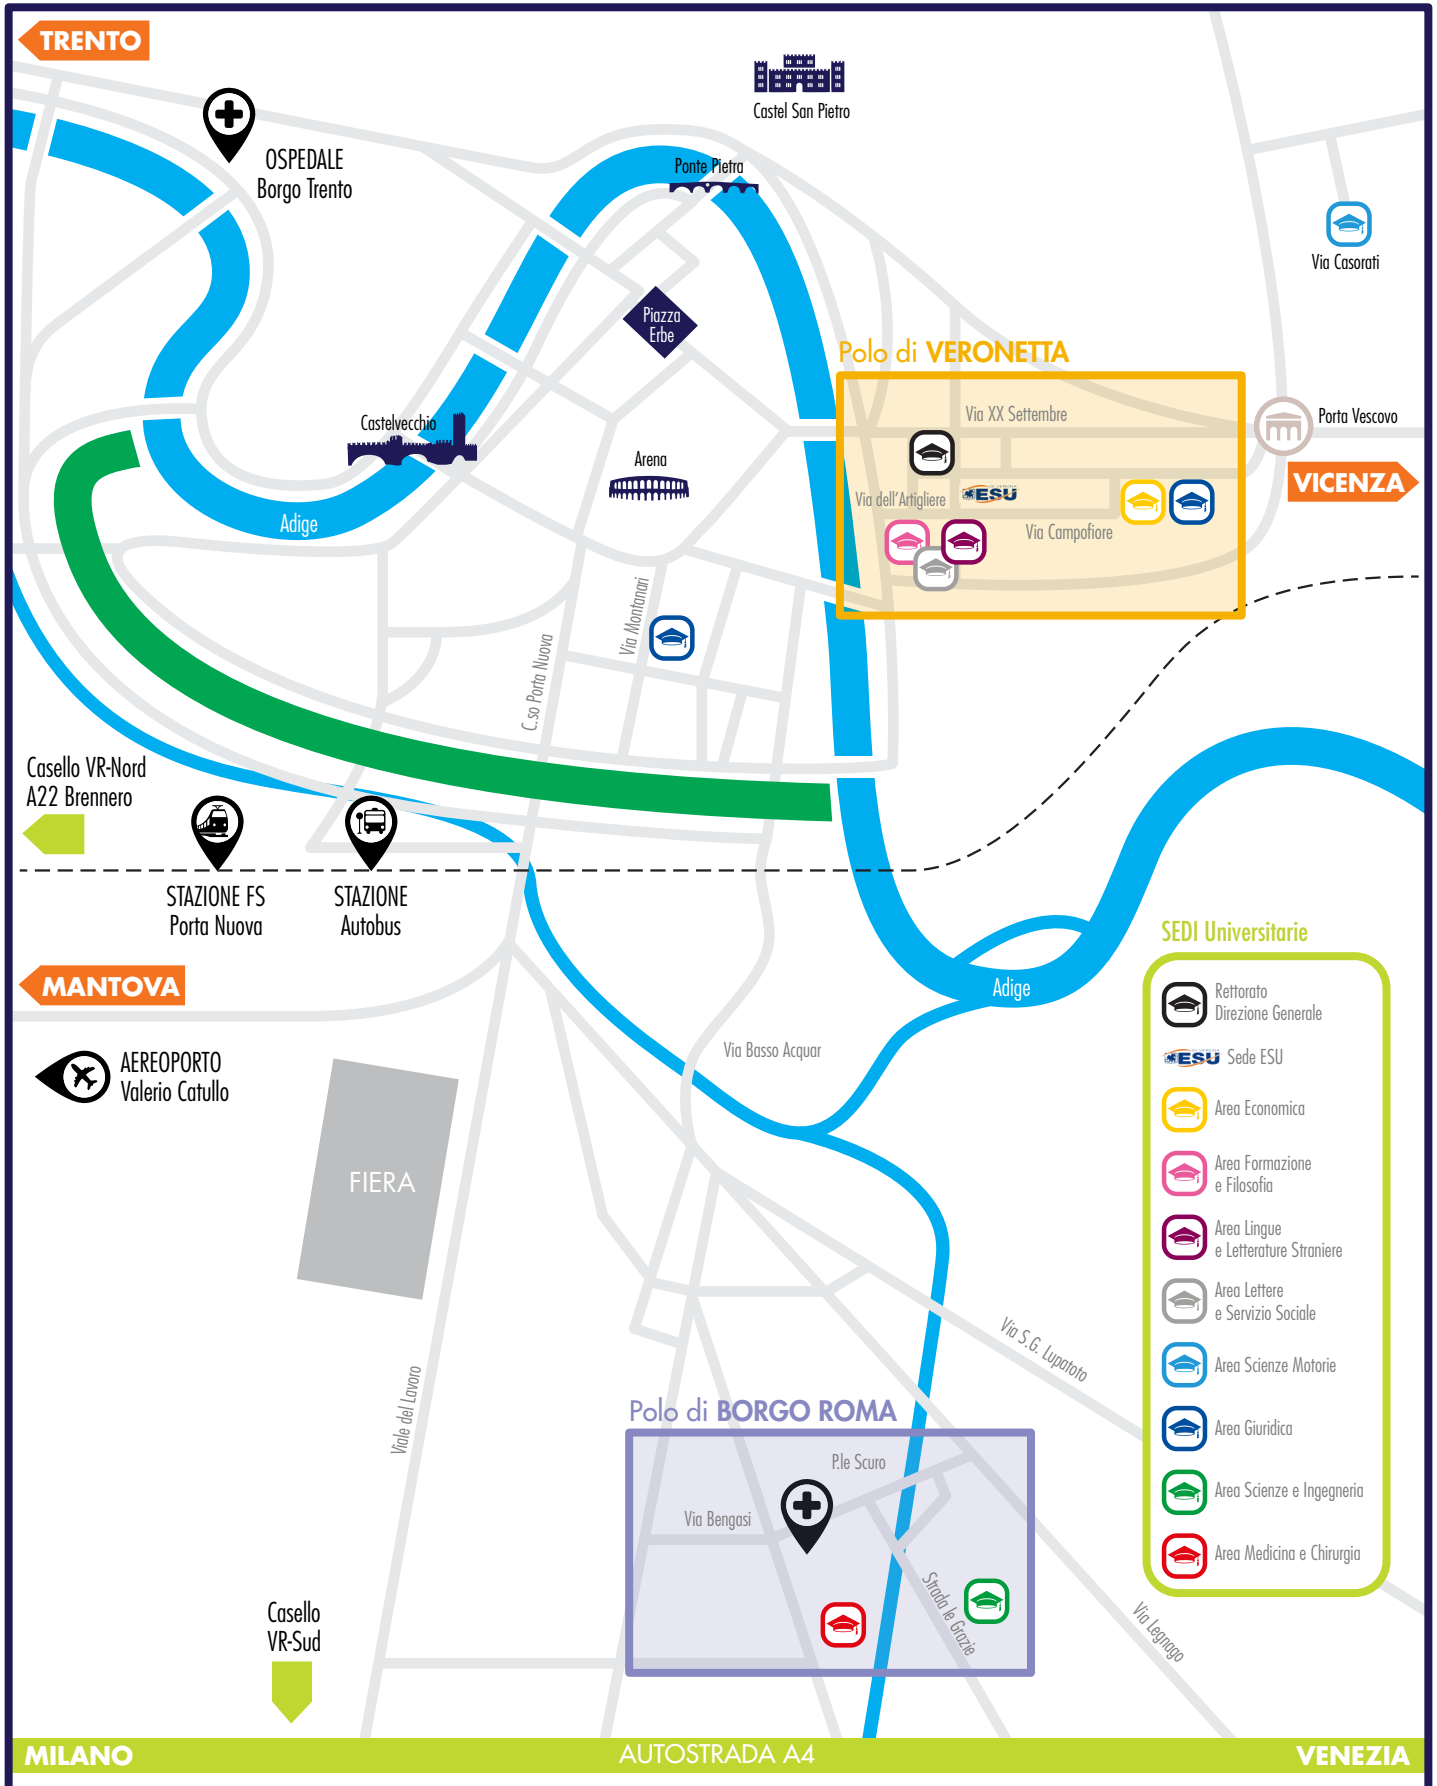 TRENTO
Castel San Pietro
OSPEDALE
Borgo Trento
Ponte Pietra
Via Casorati
Piazza
Erbe
Polo di VERONETTA
Via XX Settembre
Porta Vescovo
Castelvecchio
Arena
VICENZA
Via dell'Artigliere
ESU
Adige
Via Campofiore
Via Montanari
C.so Porta Nuova
Casello VR-Nord
A22 Brennero
STAZIONE FS
Porta Nuova
STAZIONE
Autobus
MANTOVA
Adige
AEREOPORTO
Valerio Catullo
Via Basso Acquar
FIERA
Via S.G. Lupatoto
Viale del Lavoro
Polo di BORGO ROMA
P.le Scuro
Via Bengasi
Strada le Grazie
Via Legnago
Casello
VR-Sud
SEDI Universitarie
Rettorato
Direzione Generale
ESU Sede ESU
Area Economica
Area Formazione
e Filosofia
Area Lingue
e Letterature Straniere
Area Lettere
e Servizio Sociale
Area Scienze Motorie
Area Giuridica
Area Scienze e Ingegneria
Area Medicina e Chirurgia
MILANO
AUTOSTRADA A4
VENEZIA